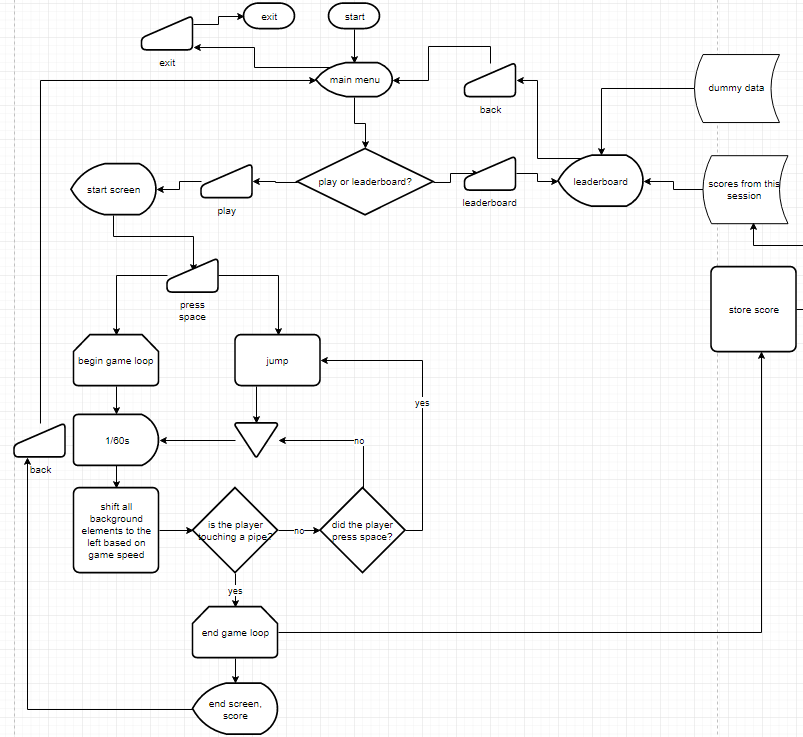 exit
start
exit
main menu
back
dummy data
play or leaderboard?
start screen
play
leaderboard
leaderboard
scores from this
session
press
space
store score
begin game loop
jump
yes
1/60s
no
back
shift all
background
elements to the
left based on
game speed
is the player
touching a pipe?
no
did the player
press space?
yes
end game loop
end screen,
score